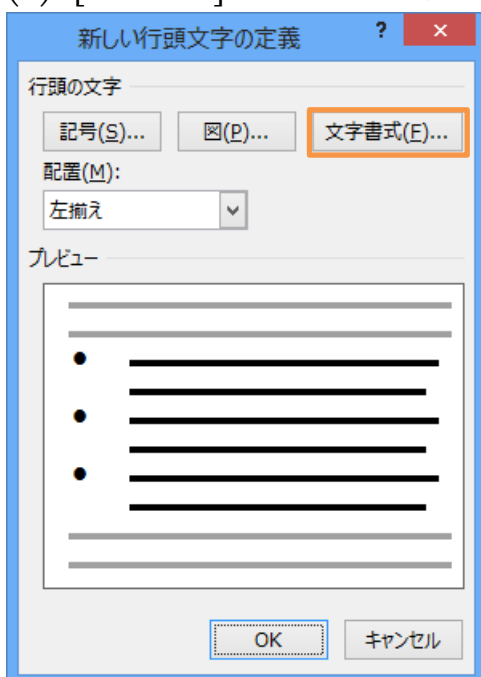 新しい行頭文字の定義 ? ×
行頭の文字
記号(S)... 図(P)... 文字書式(F)...
配置(M):
左揃え
プレビュー
OK キャンセル